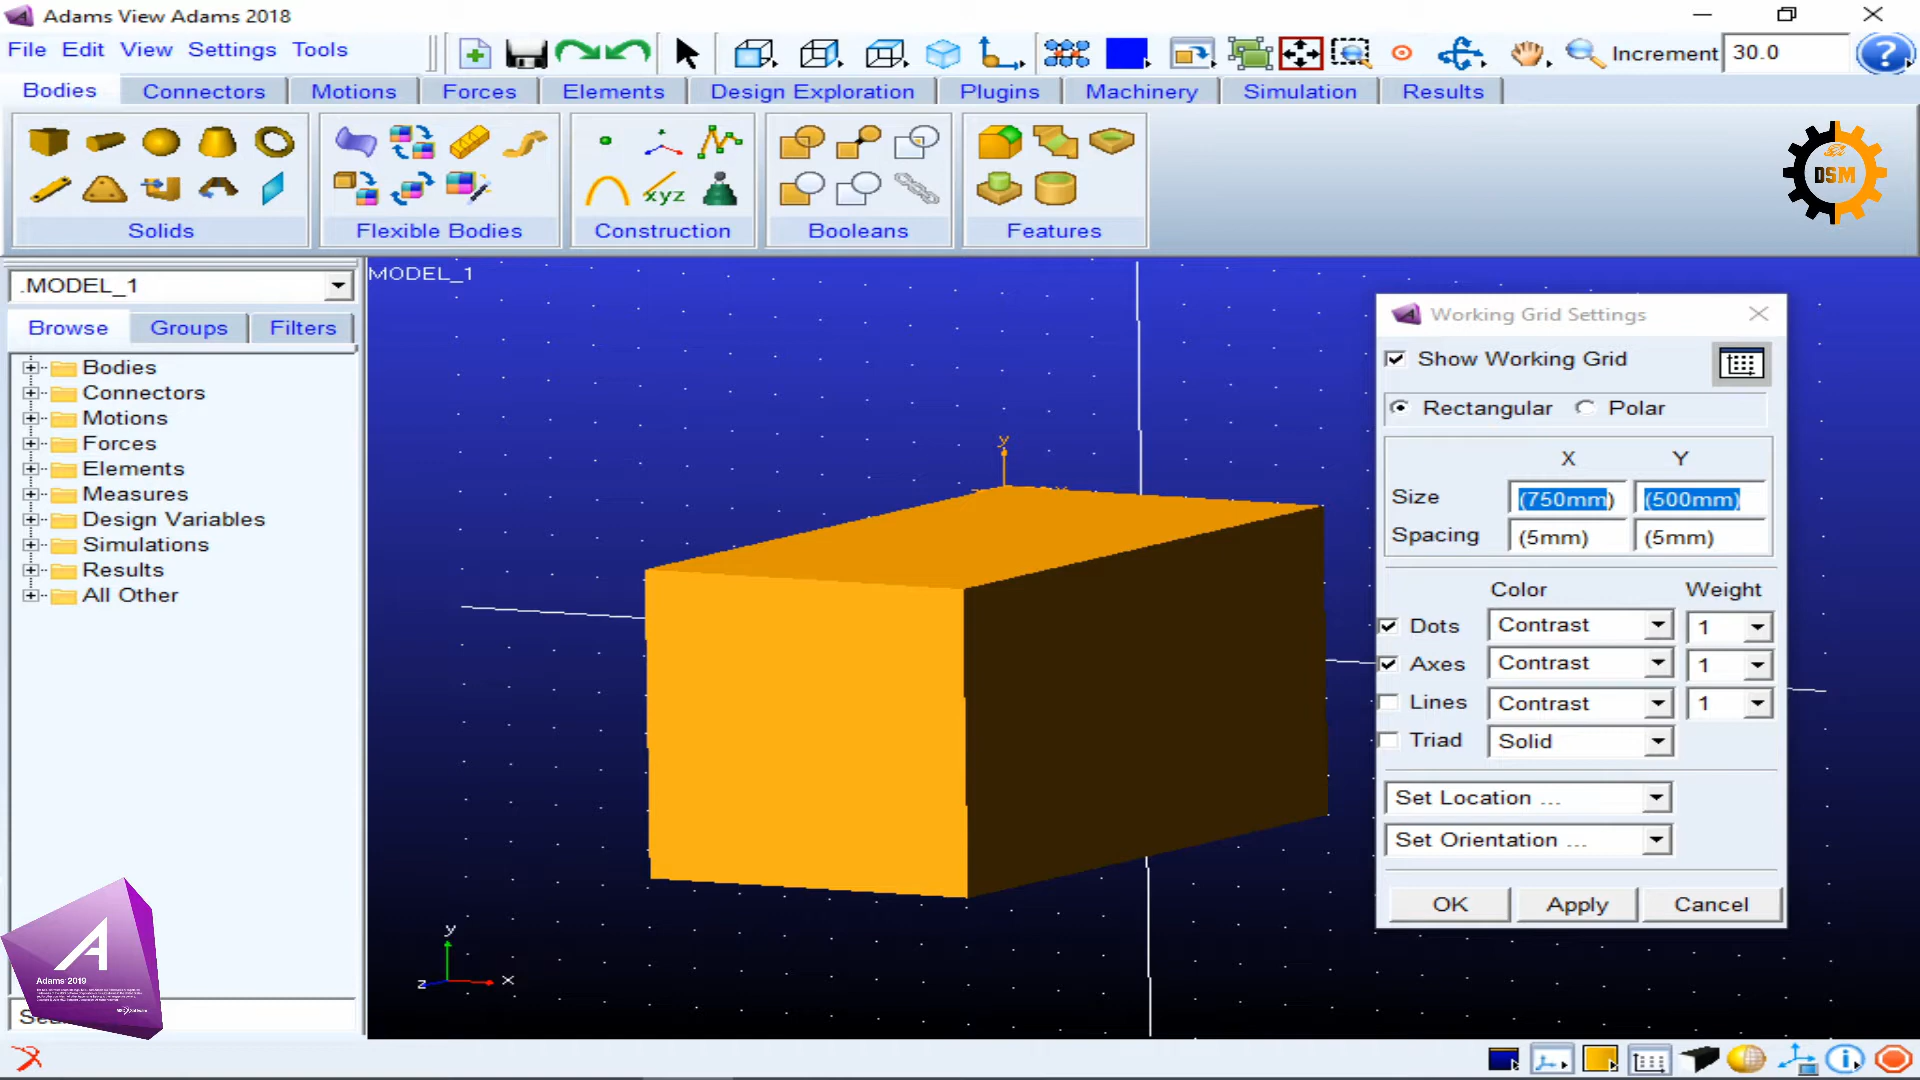 Adams View Adams 2018
File Edit View Settings Tools
Increment 30.0
Bodies Connectors Motions Forces Elements Design Exploration Plugins Machinery Simulation Results
xyz
DSM
Solids Flexible Bodies Construction Booleans Features
.MODEL_1
Browse Groups Filters
Bodies
Connectors
Motions
Forces
Elements
Measures
Design Variables
Simulations
Results
All Other
MODEL_1
y
y
z
x
Working Grid Settings
Show Working Grid
Rectangular Polar
X Y
Size (750mm) (500mm)
Spacing (5mm) (5mm)
Color Weight
Dots Contrast 1
Axes Contrast 1
Lines Contrast 1
Triad Solid
Set Location ...
Set Orientation ...
OK Apply Cancel
Adams 2019